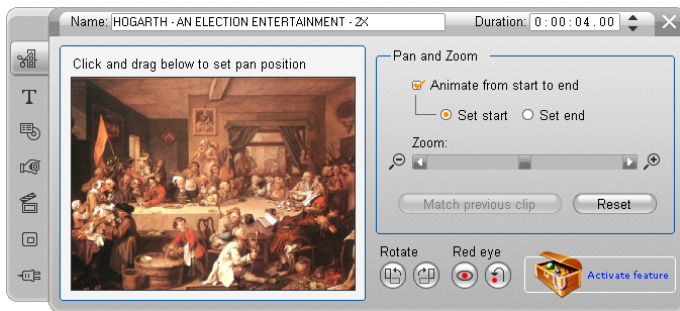 Name: HOGARTH - AN ELECTION ENTERTAINMENT - 2X Duration: 0:00:04.00
Click and drag below to set pan position
Pan and Zoom
Animate from start to end
Set start Set end
Zoom:
Match previous clip Reset
Rotate Red eye
Activate feature
T